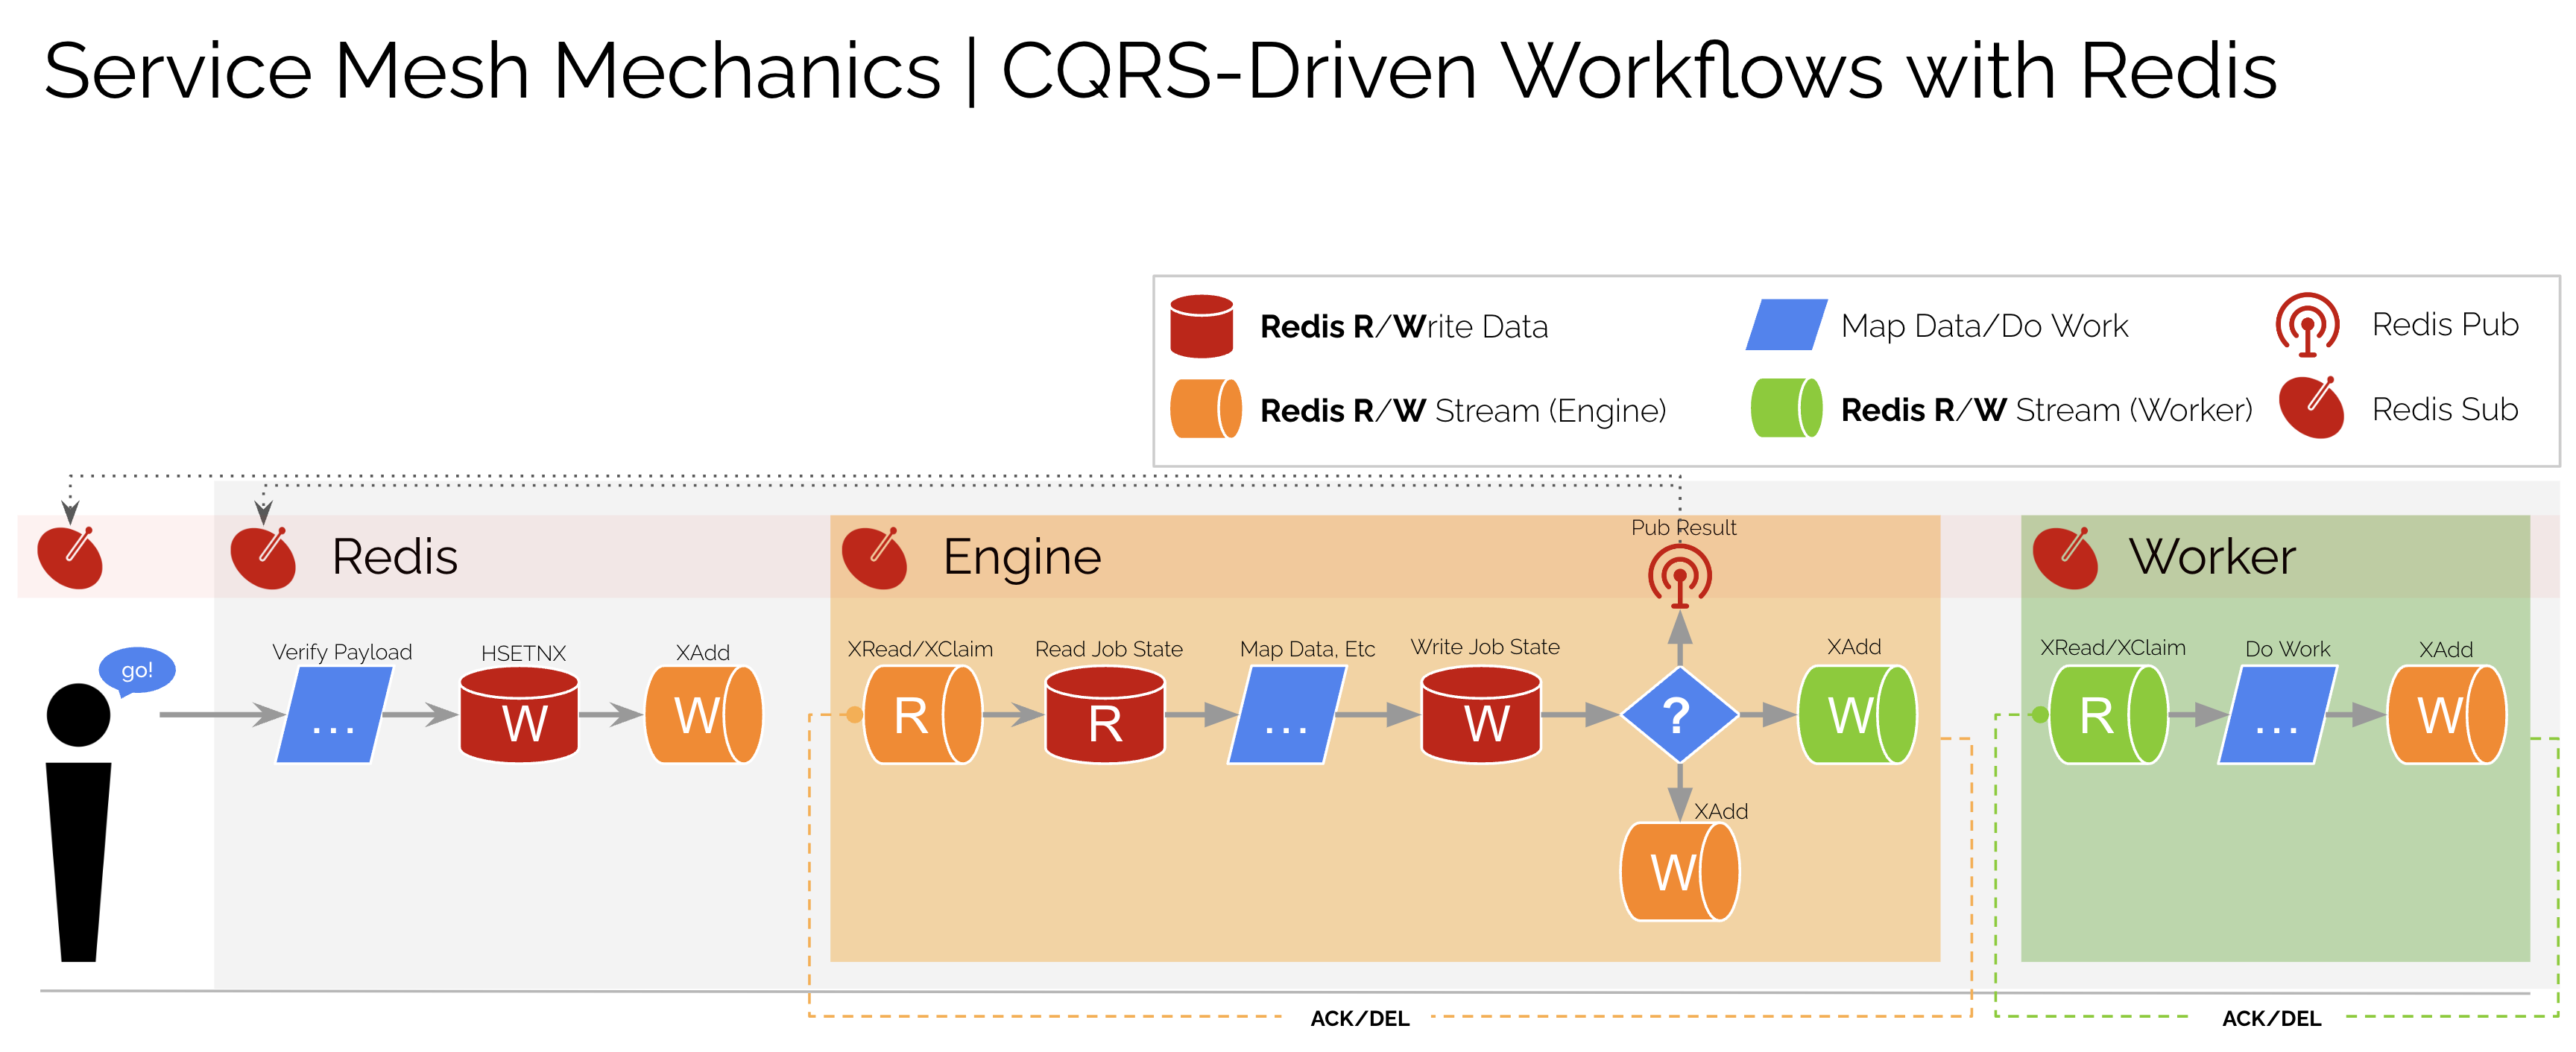 Service Mesh Mechanics | CQRS-Driven Workflows with Redis
Redis R/Write Data
Map Data/Do Work
Redis Pub
Redis R/W Stream (Engine)
Redis R/W Stream (Worker)
Redis Sub
Redis
Engine
Pub Result
Worker
go!
Verify Payload
HSETNX
XAdd
XRead/XClaim
Read Job State
Map Data, Etc
Write Job State
XAdd
XRead/XClaim
Do Work
XAdd
...
W
W
R
R
...
W
?
W
R
...
W
XAdd
W
ACK/DEL
ACK/DEL